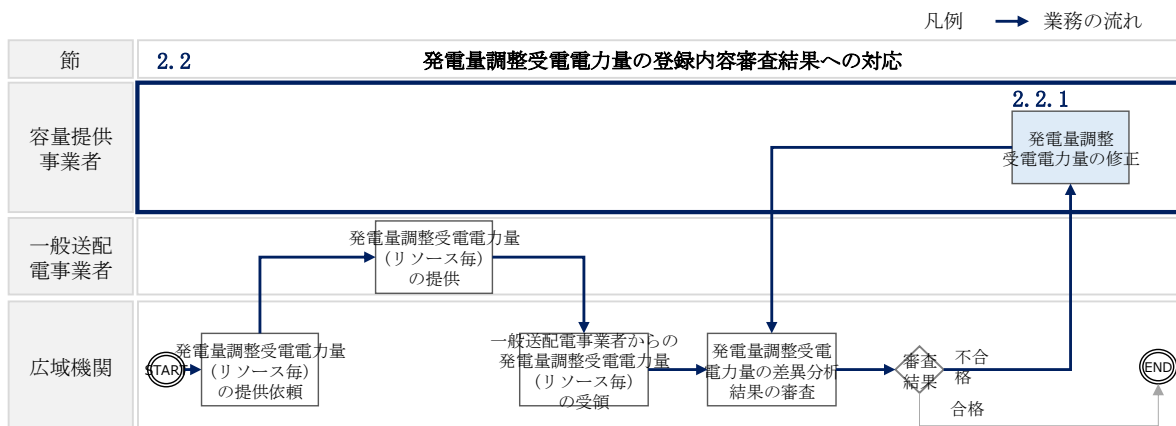 凡例 業務の流れ
節 2.2 発電量調整受電電力量の登録内容審査結果への対応
容量提供
事業者
2.2.1
発電量調整
受電電力量の修正
一般送配
電事業者
発電量調整受電電力量
（リソース毎）
の提供
広域機関
START
発電量調整受電電力量
（リソース毎）
の提供依頼
一般送配電事業者からの
発電量調整受電電力量
（リソース毎）
の受領
発電量調整受電
電力量の差異分析
結果の審査
審査
結果
不合
格
合格
END